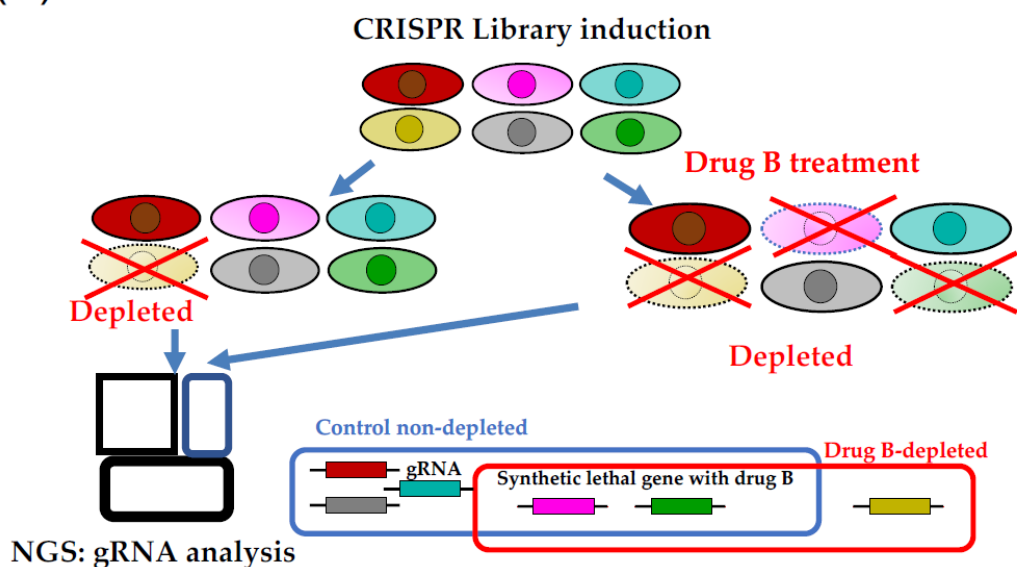 CRISPR Library induction
Drug B treatment
Depleted
Depleted
Control non-depleted
Drug B-depleted
gRNA
Synthetic lethal gene with drug B
NGS: gRNA analysis